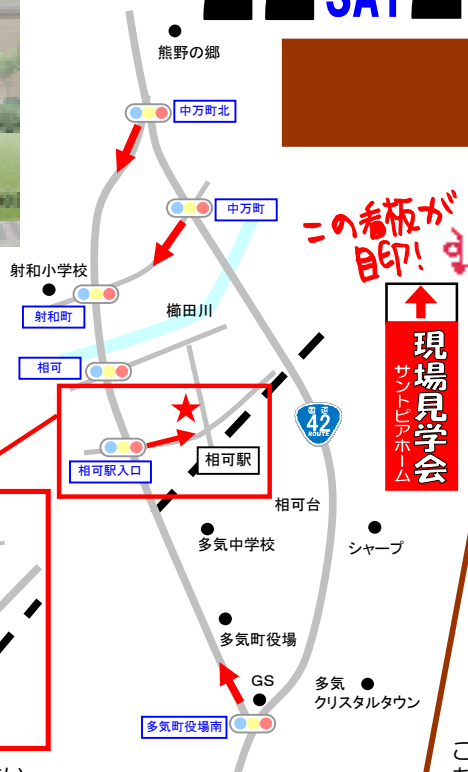 SAT
熊野の郷
中万町北
中万町
この看板が
目印!
射和小学校
射和町
櫛田川
相可
現場見学会
サントピアホーム
国道
42
ROUTE
相可駅入口
相可駅
相可台
多気中学校
シャープ
多気町役場
GS
多気
クリスタルタウン
多気町役場南